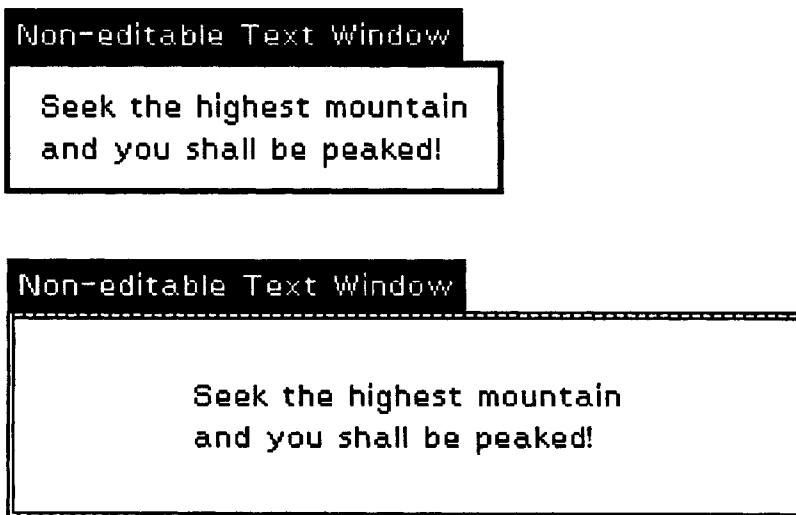 Non-editable Text Window
Seek the highest mountain
and you shall be peaked!
Non-editable Text Window
Seek the highest mountain
and you shall be peaked!